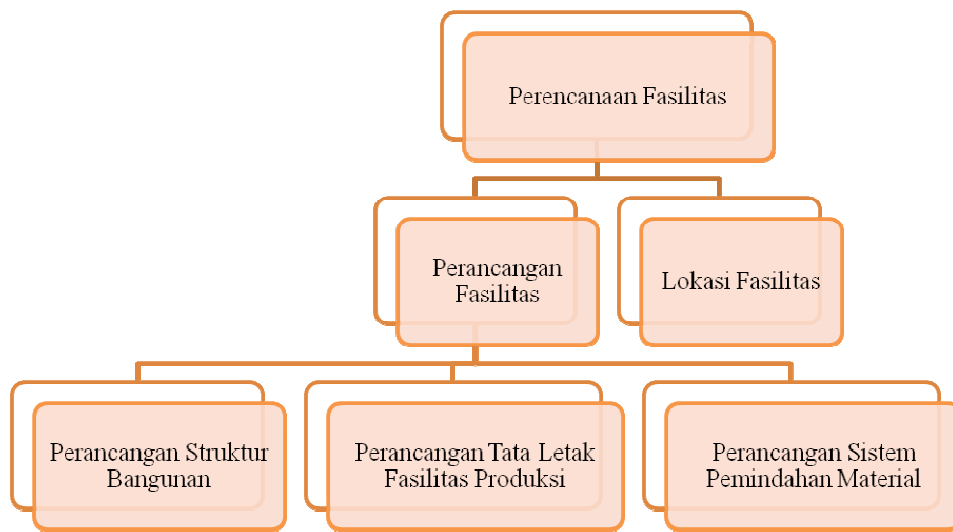 Perencanaan Fasilitas
Perancangan
Fasilitas
Lokasi Fasilitas
Perancangan Struktur
Bangunan
Perancangan Tata Letak
Fasilitas Produksi
Perancangan Sistem
Pemindahan Material